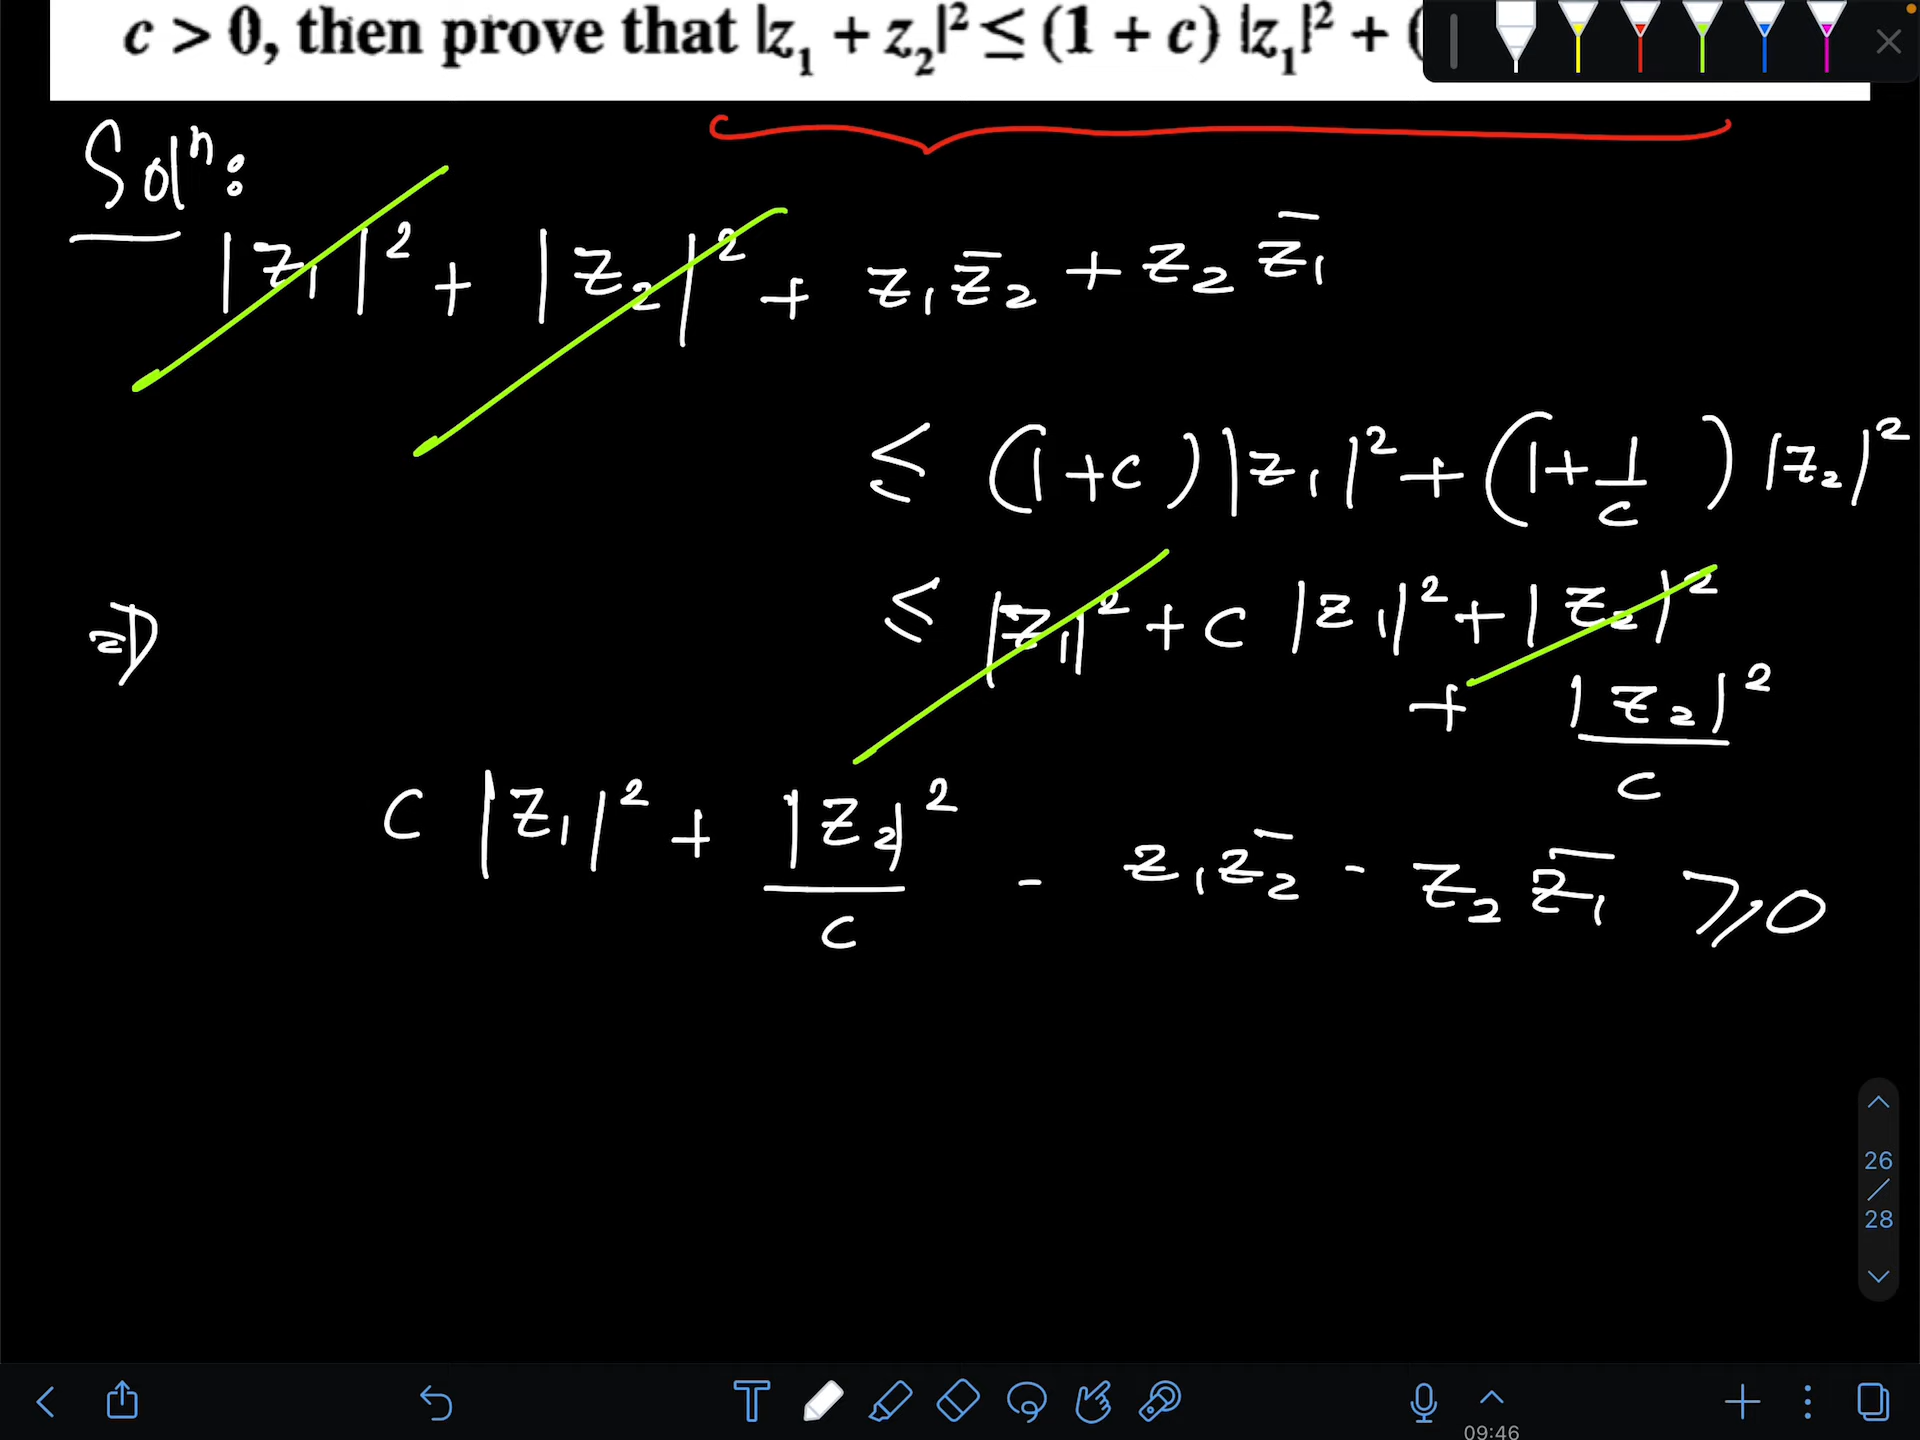 c > 0, then prove that |z₁ + z₂|² ≤ (1 + c) |z₁|² + (
Solⁿ:
|z₁|² + |z₂|² + z₁z̄₂ + z₂z̄₁
≤ (1+c)|z₁|² + (1+1/c)|z₂|²
⇒ ≤ |z₁|² + c|z₁|² + |z₂|²
+ |z₂|²/c
c|z₁|² + |z₂|²/c - z₁z̄₂ - z₂z̄₁ ≥ 0
26
/
28
T
09:46